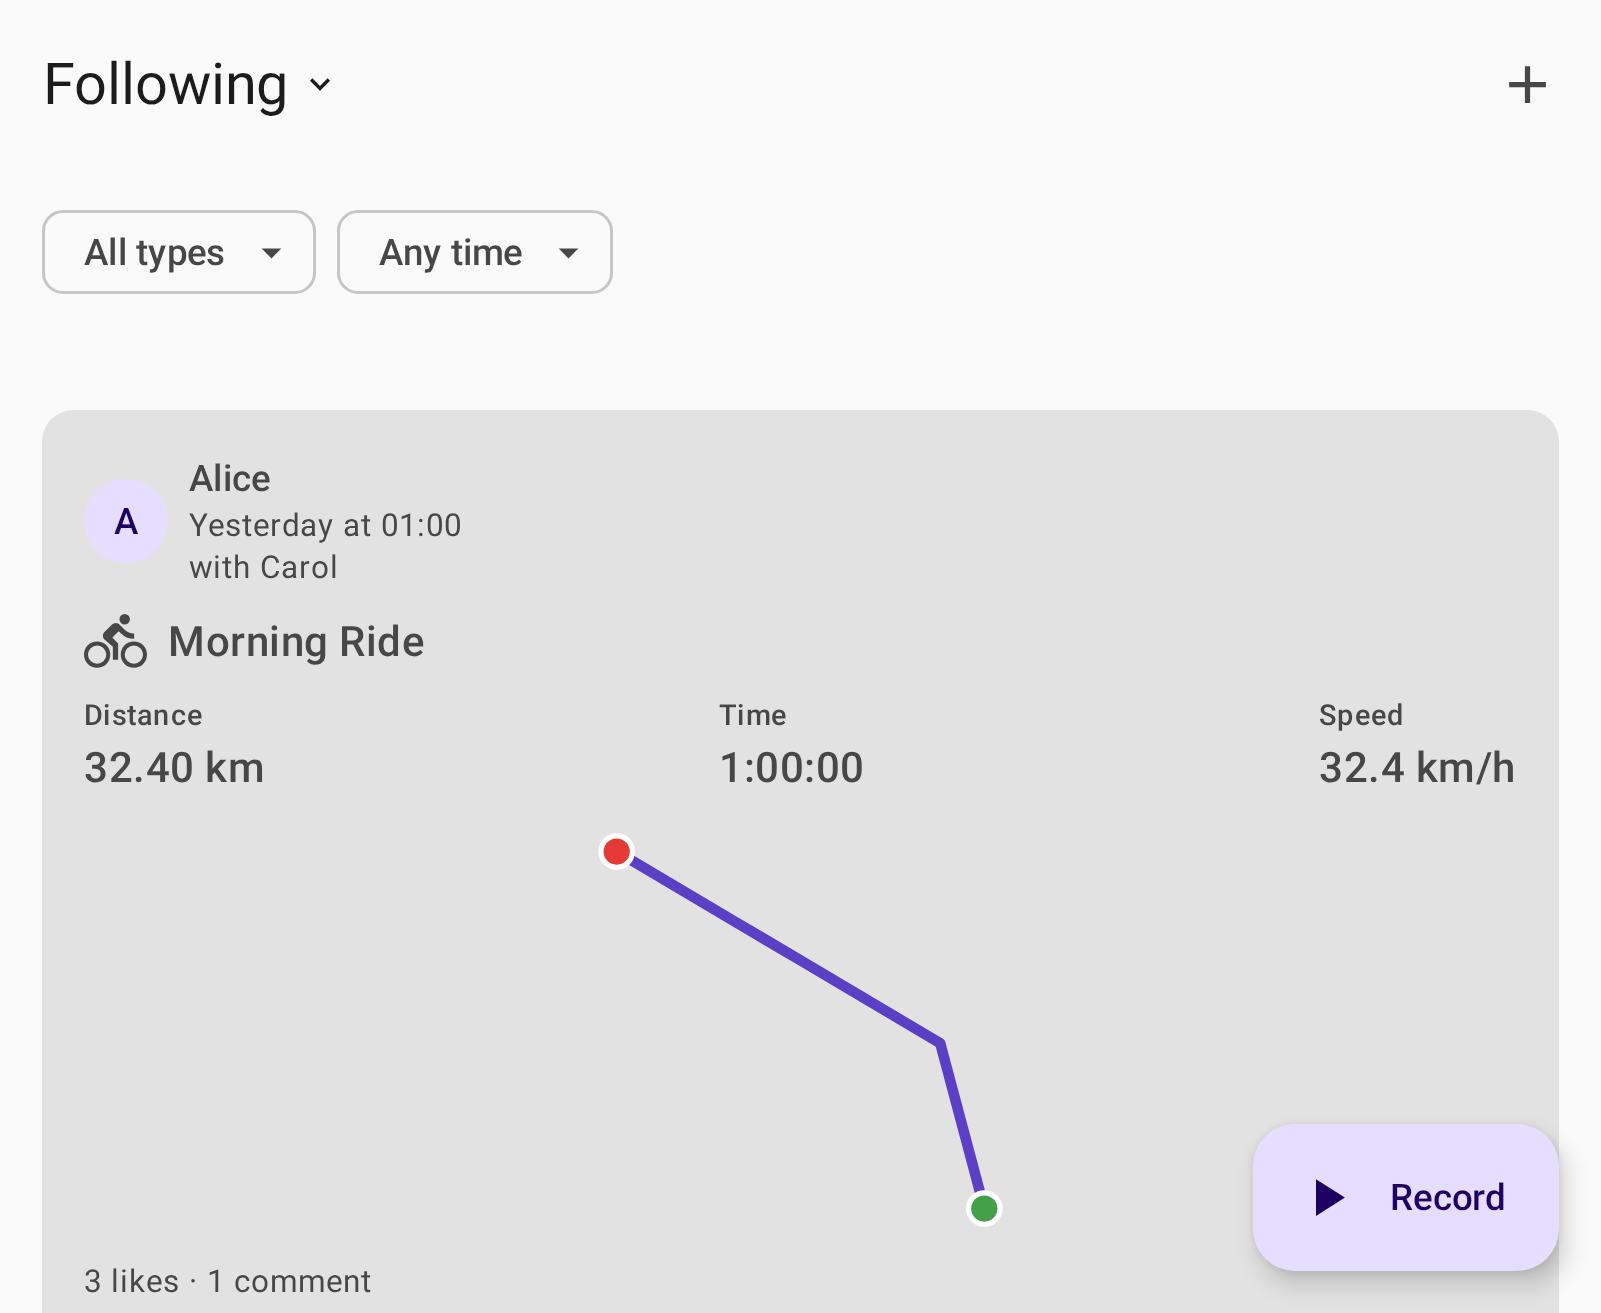 Following
All types
Any time
A
Alice
Yesterday at 01:00
with Carol
Morning Ride
Distance
Time
Speed
32.40 km
1:00:00
32.4 km/h
Record
3 likes · 1 comment